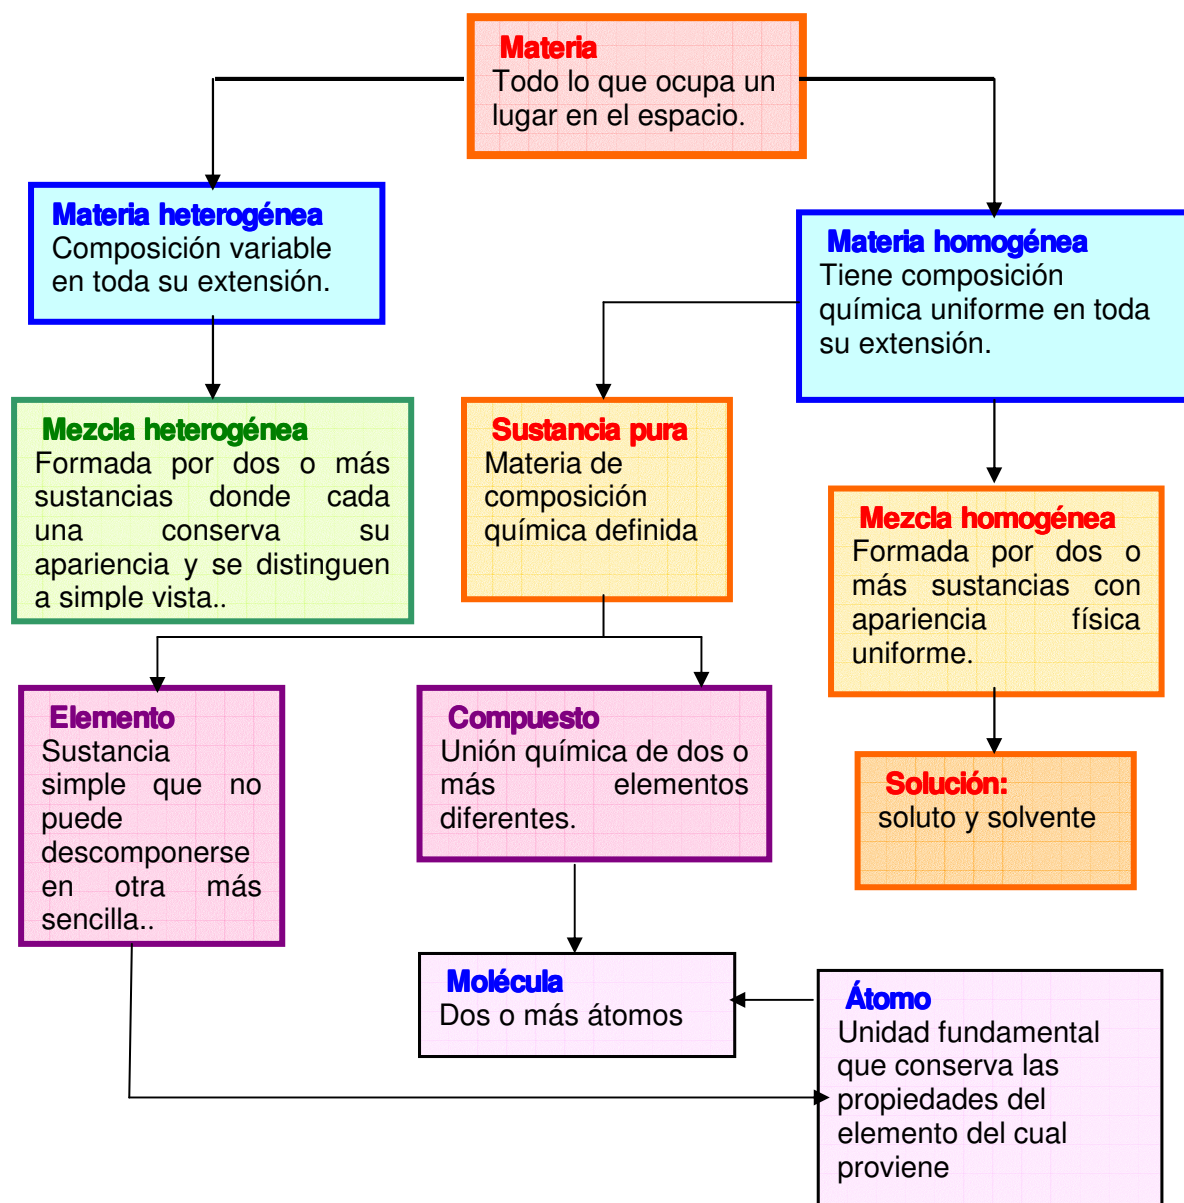 Materia
Todo lo que ocupa un
lugar en el espacio.
Materia heterogénea
Composición variable
en toda su extensión.
Materia homogénea
Tiene composición
química uniforme en toda
su extensión.
Mezcla heterogénea
Formada por dos o más
sustancias donde cada
una conserva su
apariencia y se distinguen
a simple vista..
Sustancia pura
Materia de
composición
química definida
Mezcla homogénea
Formada por dos o
más sustancias con
apariencia física
uniforme.
Elemento
Sustancia
simple que no
puede
descomponerse
en otra más
sencilla..
Compuesto
Unión química de dos o
más elementos
diferentes.
Solución:
soluto y solvente
Molécula
Dos o más átomos
Átomo
Unidad fundamental
que conserva las
propiedades del
elemento del cual
proviene